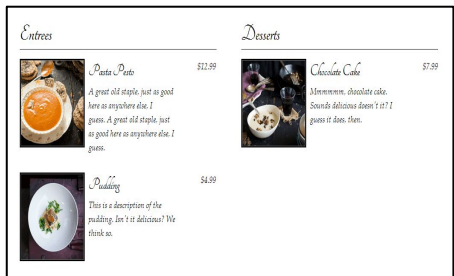 Entrees
Pasta Pesto $12.99
A great old staple. just as good
here as anywhere else, I
guess. A great old staple. just
as good here as anywhere else, I
guess.
Pudding $4.99
This is a description of the
pudding. Isn't it delicious? We
think so.
Desserts
Chocolate Cake $7.99
Mmmmmm, chocolate cake.
Sounds delicious doesn't it? I
guess it does, then.